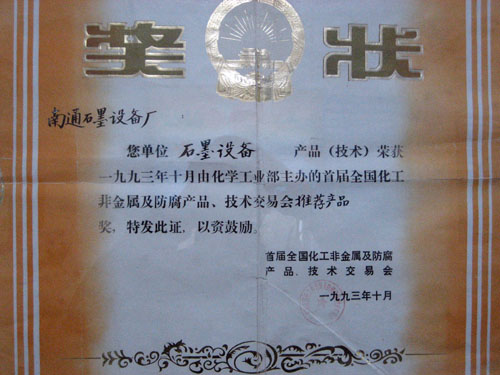 奖状
南通石墨设备厂
您单位 石墨设备 产品(技术)荣获
一九九三年十月由化学工业部主办的首届全国化工
非金属及防腐产品、技术交易会推荐产品
奖，特发此证，以资鼓励。
首届全国化工非金属及防腐
产品、技术交易会
一九九三年十月